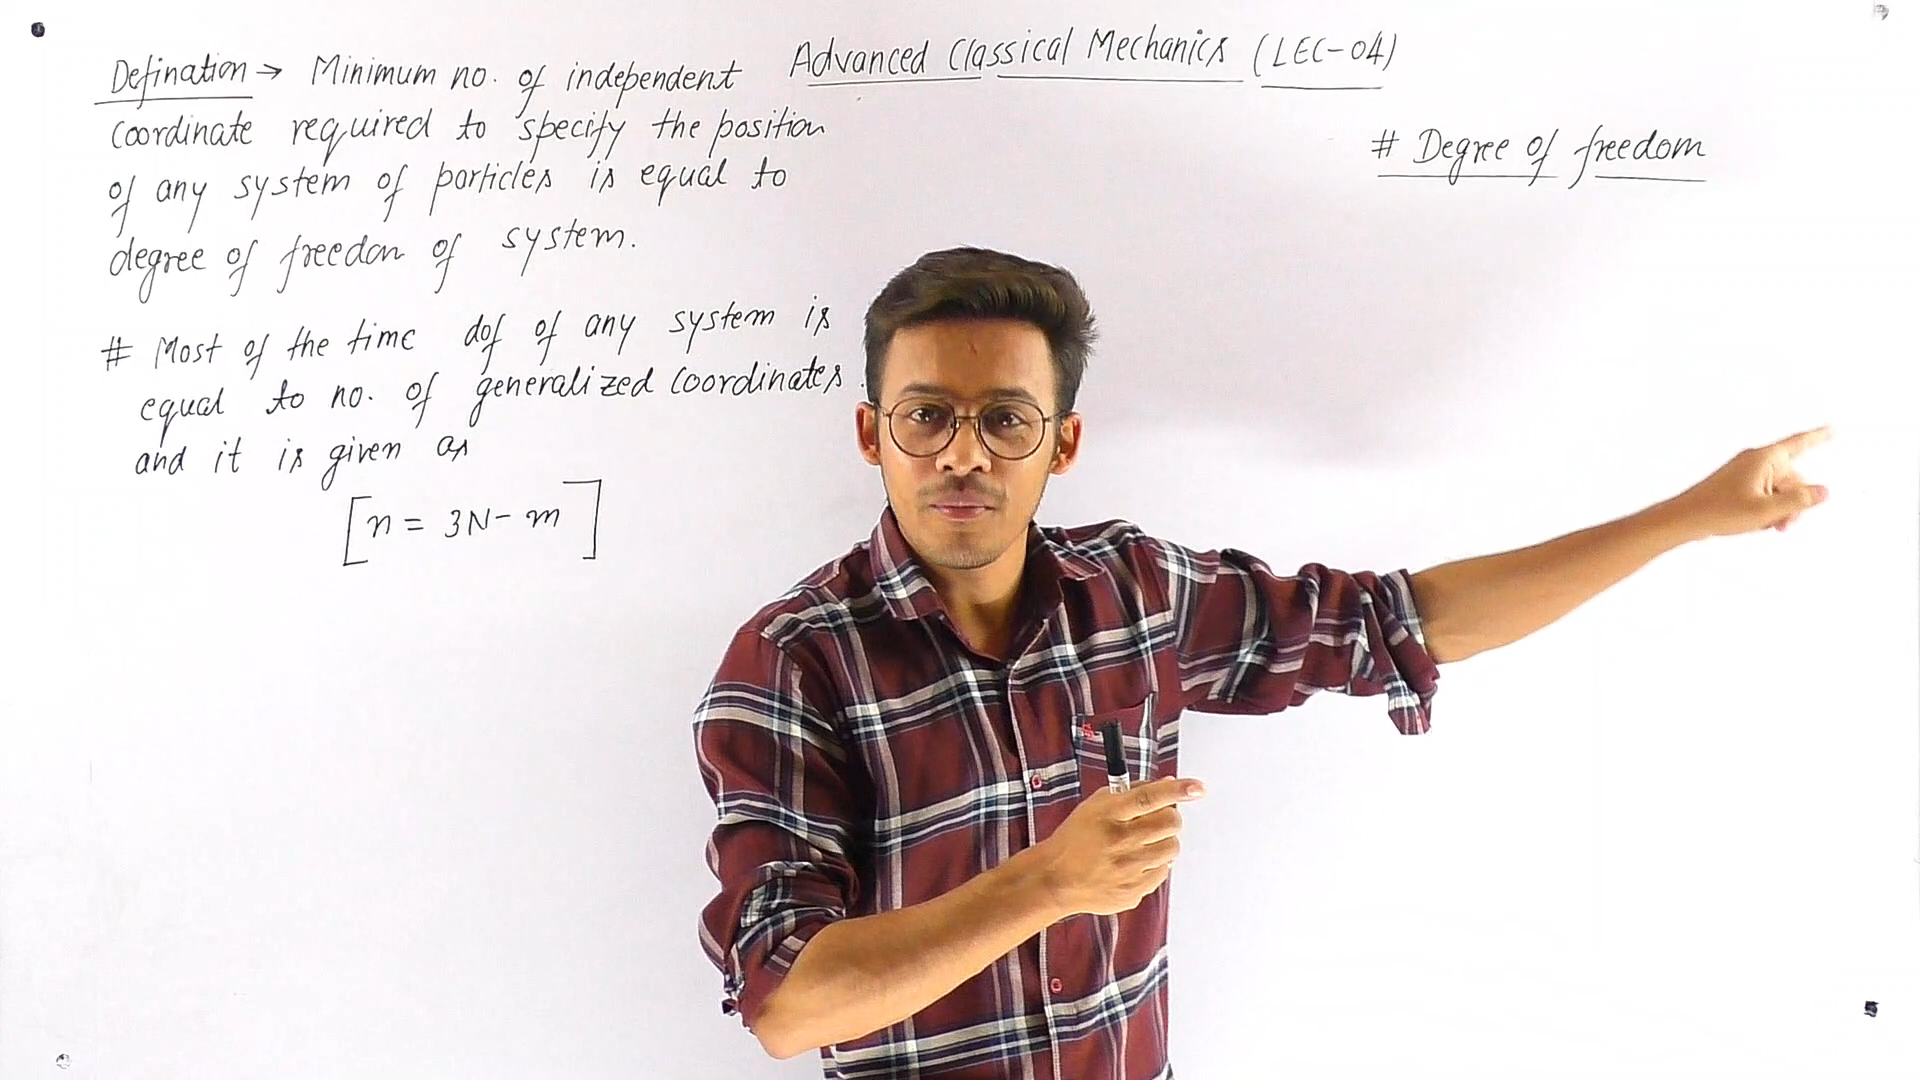 Advanced Classical Mechanics (LEC-04)
# Degree of freedom
Defination → Minimum no. of independent
Coordinate required to specify the position
of any system of particles is equal to
degree of freedon of system.
# Most of the time dof of any system is
equal to no. of generalized Coordinates.
and it is given as
[n = 3N - m]